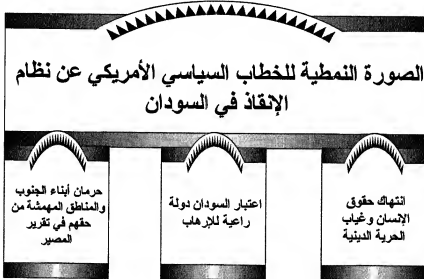 الصورة النمطية للخطاب السياسي الأمريكي عن نظام
الإنقاذ في السودان
انتهاك حقوق
الإنسان وغياب
الحرية الدينية
اعتبار السودان دولة
راعية للإرهاب
حرمان أبناء الجنوب
والمناطق المهمشة من
حقهم في تقرير
المصير